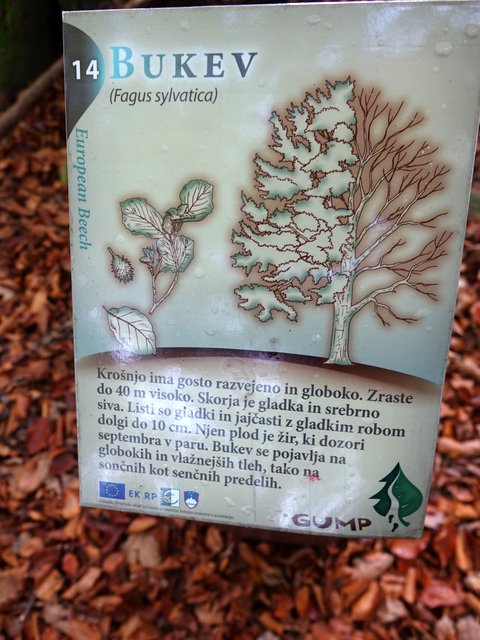 14
BUKEV
(Fagus sylvatica)
European Beech
Krošnjo ima gosto razvejeno in globoko. Zraste
do 40 m visoko. Skorja je gladka in srebrno
siva. Listi so gladki in jajčasti z gladkim robom
dolgi do 10 cm. Njen plod je žir, ki dozori
septembra v paru. Bukev se pojavlja na
globokih in vlažnejših tleh, tako na
sončnih kot senčnih predelih.
GUMP